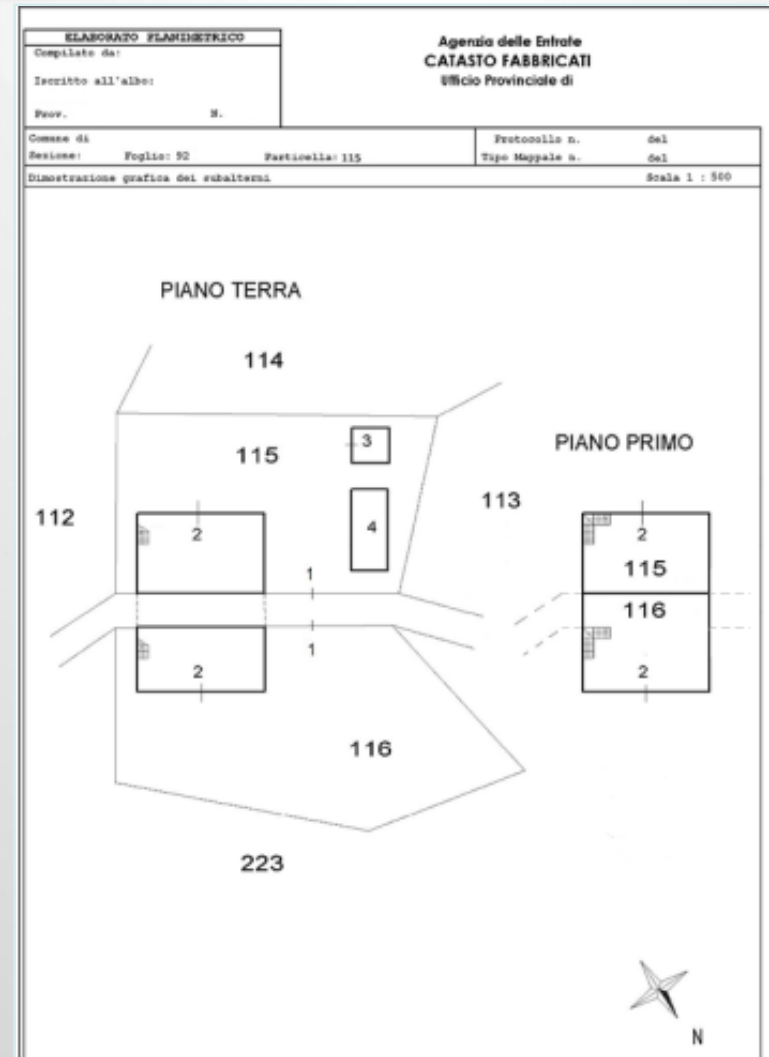 ELABORATO PLANIMETRICO
Compilato da:
Iscritto all'albo:
Prov. N.
Agenzia delle Entrate
CATASTO FABBRICATI
Ufficio Provinciale di
Comune di
Sezione: Foglio: 92 Particella: 115
Protocollo n. del
Tipo Mappale n. del
Dimostrazione grafica dei subalterni Scala 1 : 500
PIANO TERRA
114
3
115
PIANO PRIMO
113
112
4
2
2
1
115
116
1
2
2
116
223
N